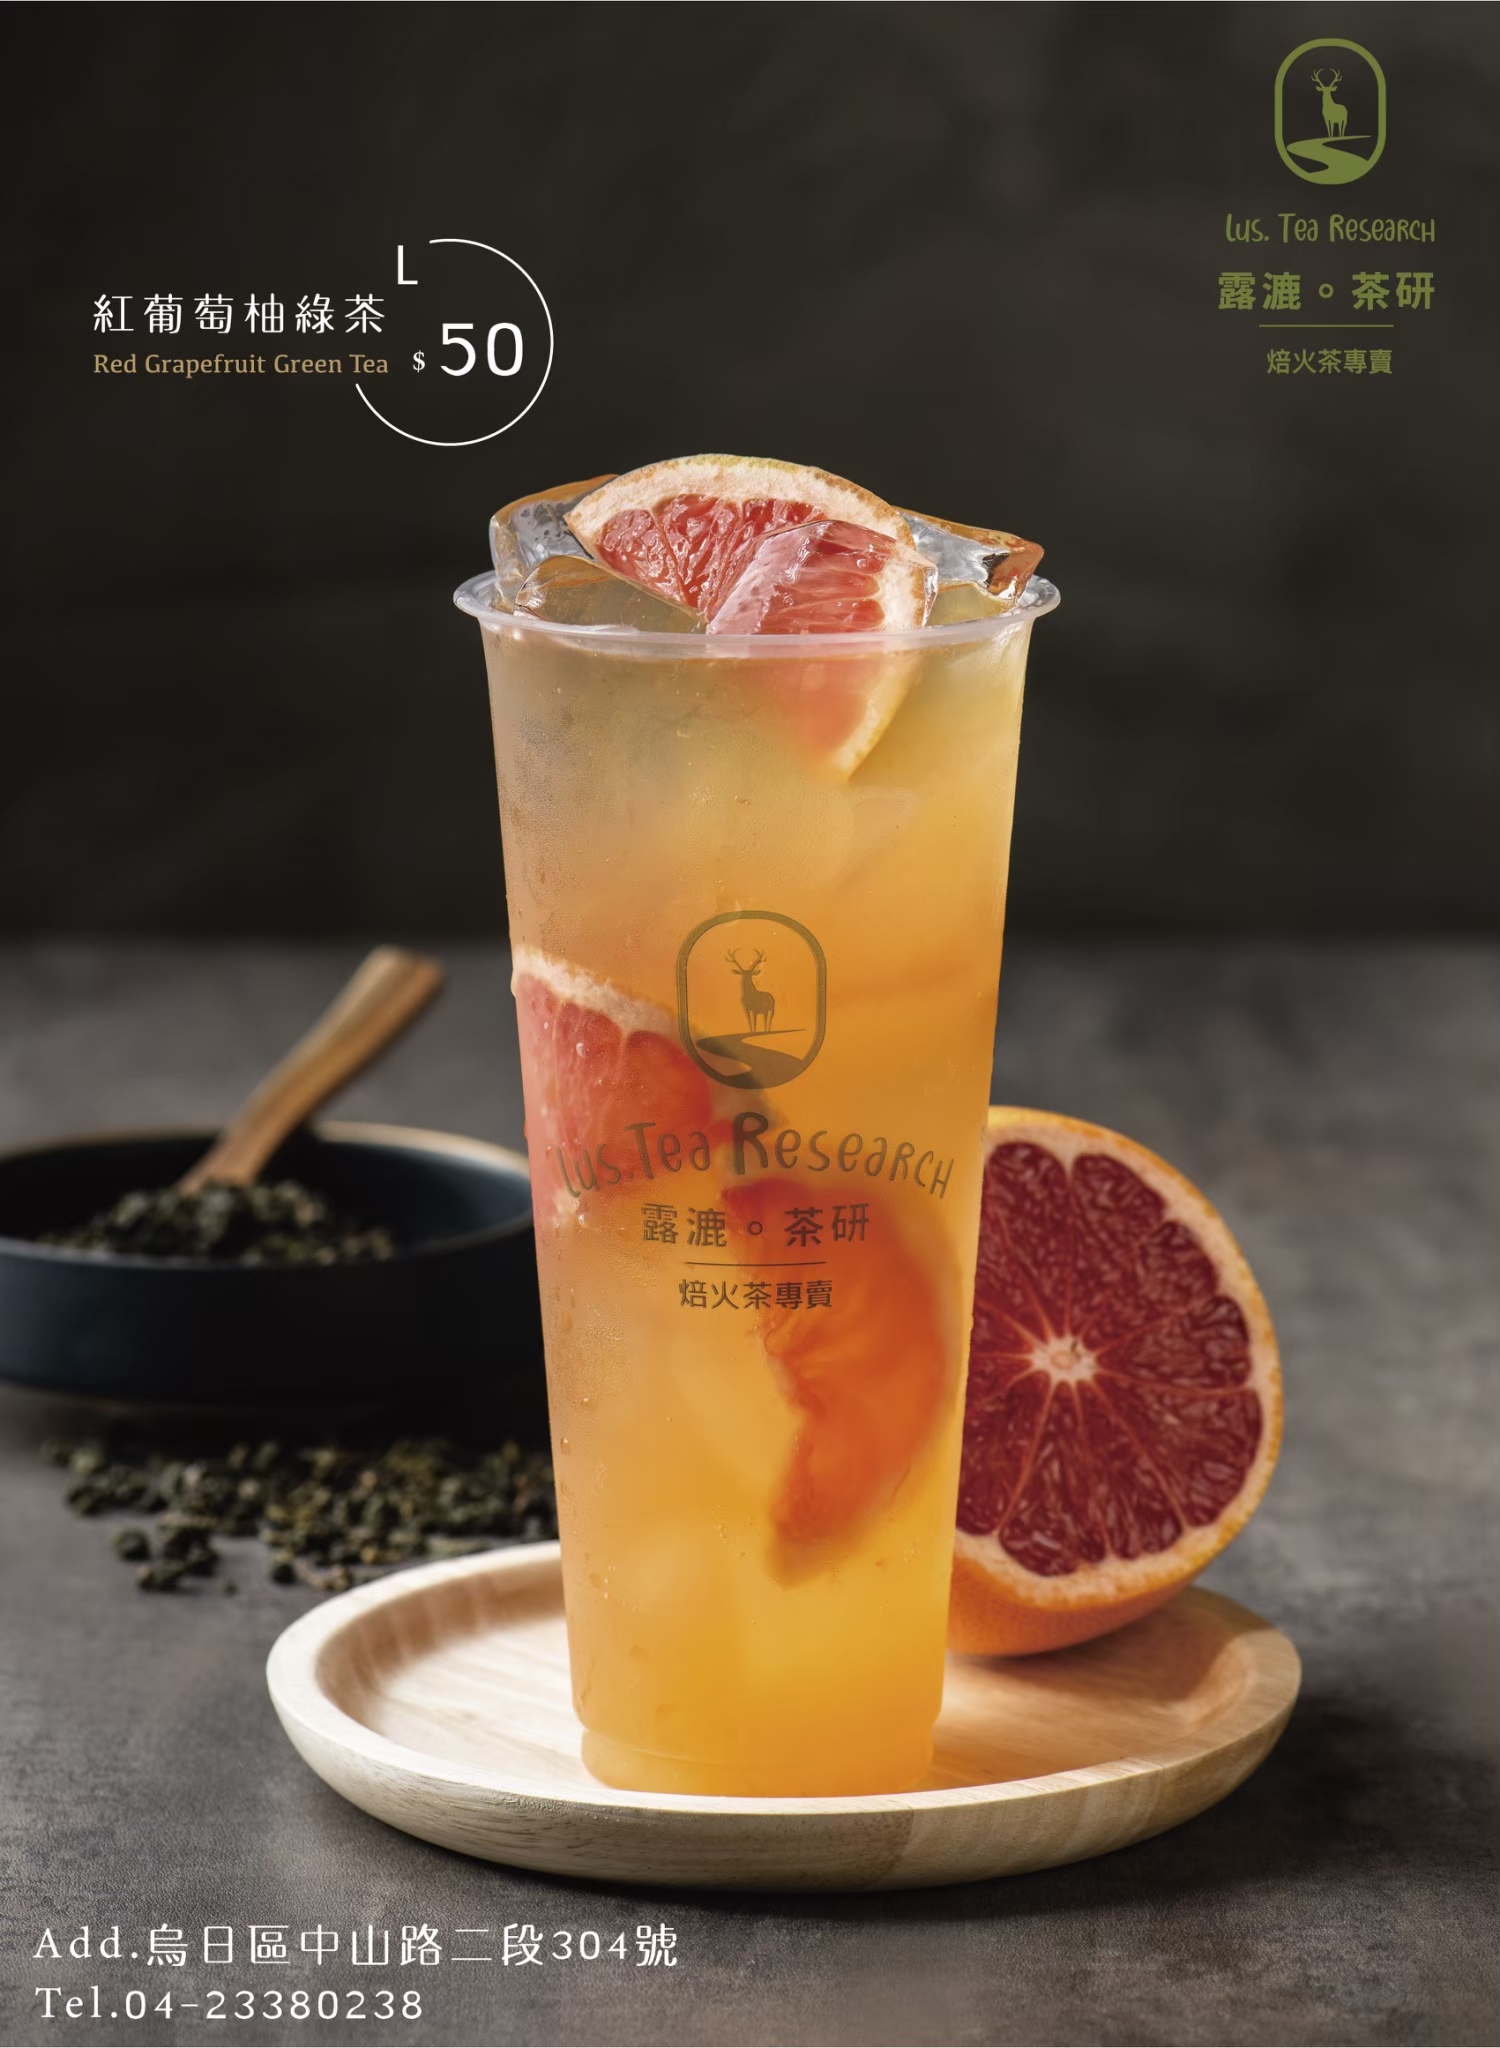 Lus. Tea Research
露漉。茶研
焙火茶專賣
L
紅葡萄柚綠茶
$50
Red Grapefruit Green Tea
Lus.Tea Research
露漉。茶研
焙火茶專賣
Add.烏日區中山路二段304號
Tel.04-23380238